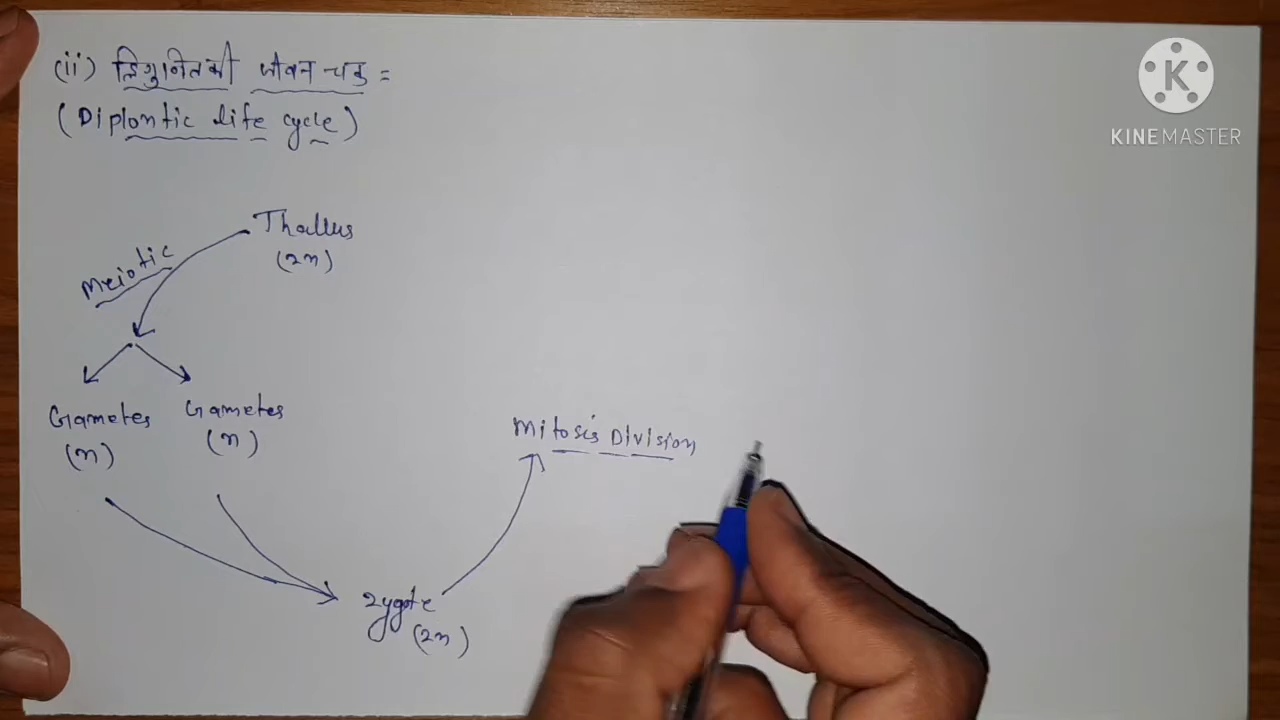 (ii) द्विगुनितकी जीवन चक्र =
(Diplontic life cycle)
Thallus
(2n)
Meiotic
Gametes
(n)
Gametes
(n)
Mitosis Division
Zygote
(2n)
KINEMASTER